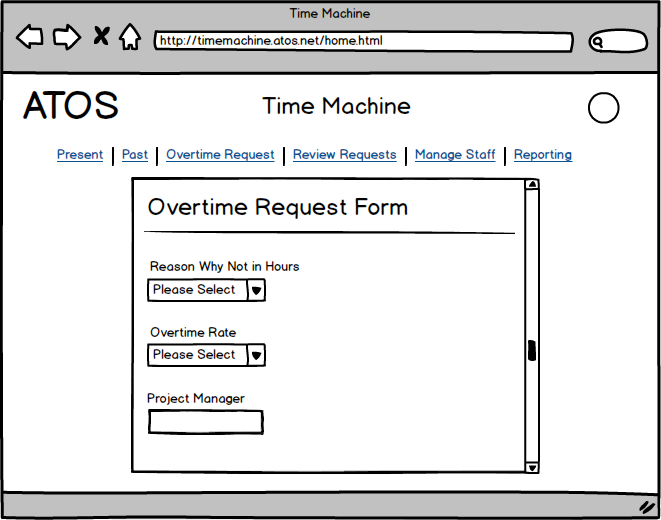 Time Machine
http://timemachine.atos.net/home.html
ATOS
Time Machine
Present | Past | Overtime Request | Review Requests | Manage Staff | Reporting
Overtime Request Form
Reason Why Not in Hours
Please Select
Overtime Rate
Please Select
Project Manager